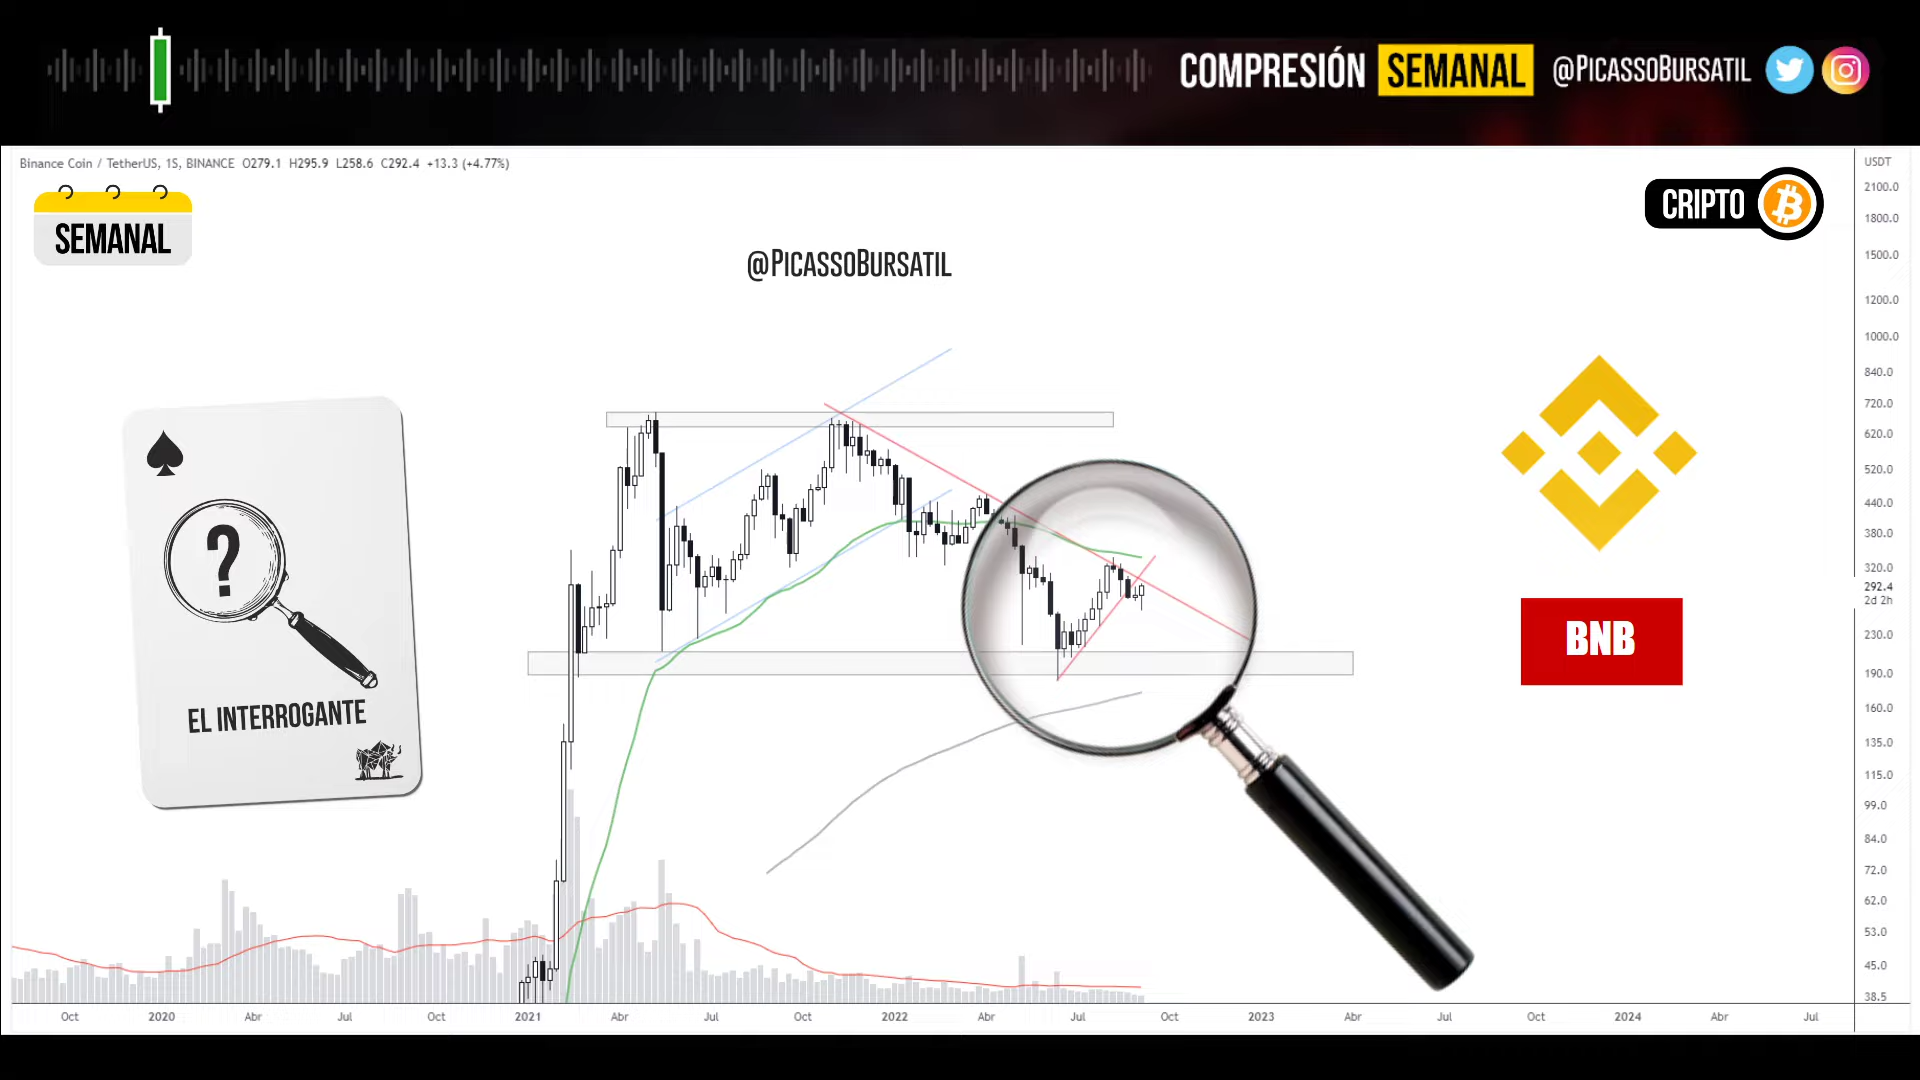 COMPRESIÓN SEMANAL @PICASSOBURSATIL
Binance Coin / TetherUS, 1S, BINANCE O279.1 H295.9 L258.6 C292.4 +13.3 (+4.77%)
USDT
SEMANAL
CRIPTO
@PICASSOBURSATIL
2100.0
1800.0
1500.0
1200.0
1000.0
840.0
720.0
620.0
520.0
440.0
380.0
320.0
292.4
2d 2h
230.0
190.0
160.0
135.0
115.0
99.0
84.0
72.0
62.0
53.0
45.0
38.5
?
EL INTERROGANTE
BNB
Oct 2020 Abr Jul Oct 2021 Abr Jul Oct 2022 Abr Jul Oct 2023 Abr Jul Oct 2024 Abr Jul